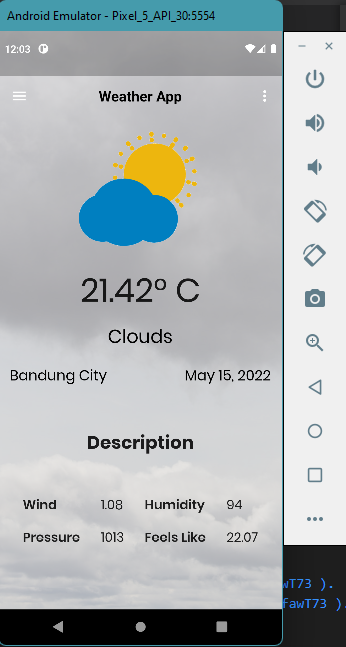 Android Emulator - Pixel_5_API_30:5554
12:03
Weather App
21.42° C
Clouds
Bandung City May 15, 2022
Description
Wind 1.08 Humidity 94
Pressure 1013 Feels Like 22.07
wT73 ).
fawT73 ).